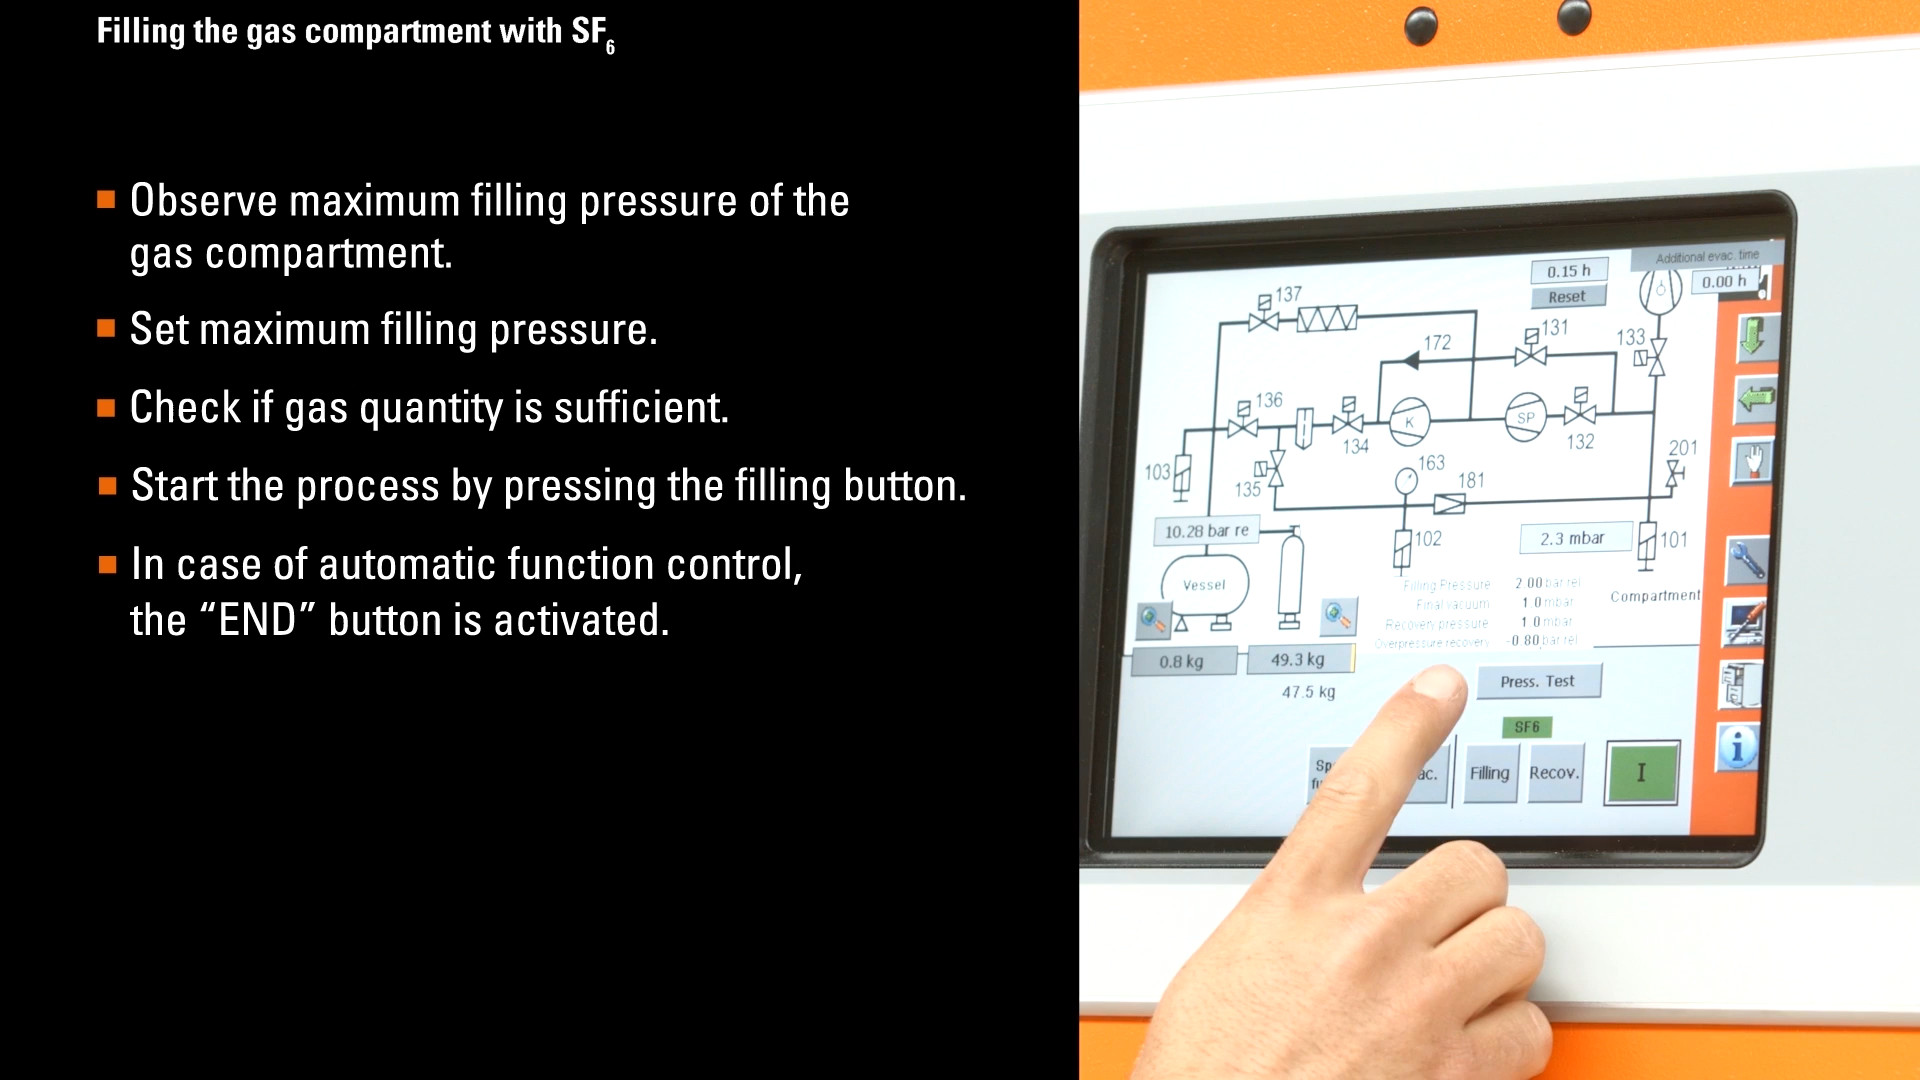 Filling the gas compartment with SF₆
Observe maximum filling pressure of the
gas compartment.
Set maximum filling pressure.
Check if gas quantity is sufficient.
Start the process by pressing the filling button.
In case of automatic function control,
the “END” button is activated.
Additional evac. time
0.15 h
0.00 h
Reset
137
131
133
172
136
134
K
SP
132
201
103
135
163
181
10.28 bar re
102
2.3 mbar
101
Vessel
Filling Pressure 2.00 bar rel
Final vacuum 1.0 mbar
Compartment
Recovery pressure 1.0 mbar
Overpressure recovery -0.80 bar rel
0.8 kg
49.3 kg
47.5 kg
Press. Test
SF6
Filling
Recov.
I
i